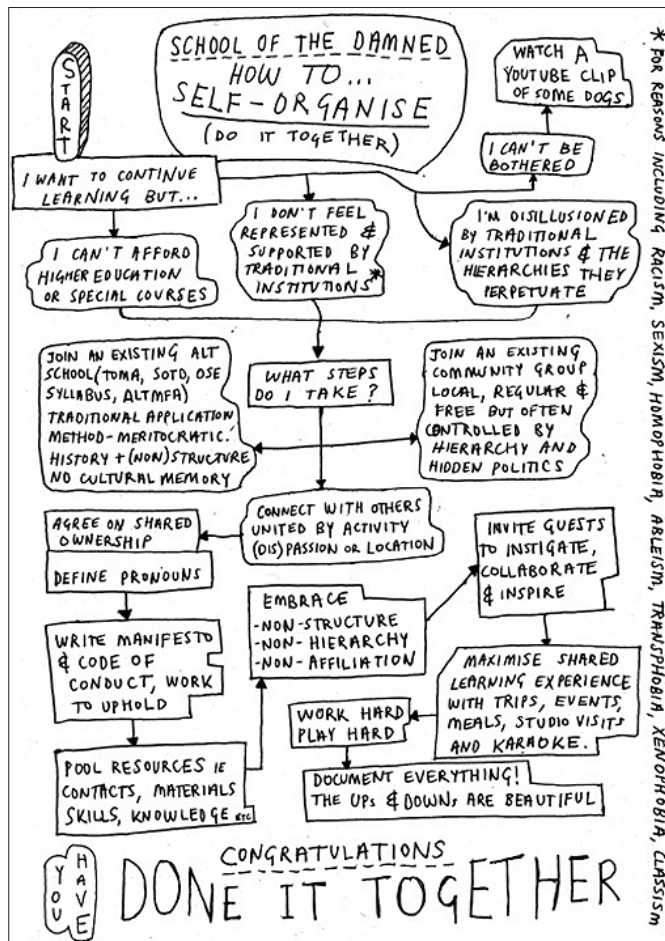 SCHOOL OF THE DAMNED
HOW TO...
SELF-ORGANISE
(DO IT TOGETHER)
START
I WANT TO CONTINUE
LEARNING BUT...
WATCH A
YOUTUBE CLIP
OF SOME DOGS
I CAN'T BE
BOTHERED
I CAN'T AFFORD
HIGHER EDUCATION
OR SPECIAL COURSES
I DON'T FEEL
REPRESENTED &
SUPPORTED BY
TRADITIONAL
INSTITUTIONS*
I'M DISILLUSIONED
BY TRADITIONAL
INSTITUTIONS & THE
HIERARCHIES THEY
PERPETUATE
JOIN AN EXISTING ALT
SCHOOL (TOMA, SOTD, OSE
SYLLABUS, ALTMFA)
TRADITIONAL APPLICATION
METHOD-MERITOCRATIC.
HISTORY + (NON) STRUCTURE
NO CULTURAL MEMORY
WHAT STEPS
DO I TAKE?
JOIN AN EXISTING
COMMUNITY GROUP
LOCAL, REGULAR &
FREE BUT OFTEN
CONTROLLED BY
HIERARCHY AND
HIDDEN POLITICS
CONNECT WITH OTHERS
UNITED BY ACTIVITY
(DIS)PASSION OR LOCATION
AGREE ON SHARED
OWNERSHIP
DEFINE PRONOUNS
WRITE MANIFESTO
& CODE OF
CONDUCT, WORK
TO UPHOLD
POOL RESOURCES IE
CONTACTS, MATERIALS
SKILLS, KNOWLEDGE ETC
EMBRACE
-NON-STRUCTURE
-NON-HIERARCHY
-NON-AFFILIATION
INVITE GUESTS
TO INSTIGATE,
COLLABORATE
& INSPIRE
MAXIMISE SHARED
LEARNING EXPERIENCE
WITH TRIPS, EVENTS,
MEALS, STUDIO VISITS
AND KARAOKE.
WORK HARD
PLAY HARD
DOCUMENT EVERYTHING!
THE UPS & DOWNS ARE BEAUTIFUL
CONGRATULATIONS
YOU
HAVE
DONE IT TOGETHER
* FOR REASONS INCLUDING RACISM, SEXISM, HOMOPHOBIA, ABLEISM, TRANSPHOBIA, XENOPHOBIA, CLASSISM